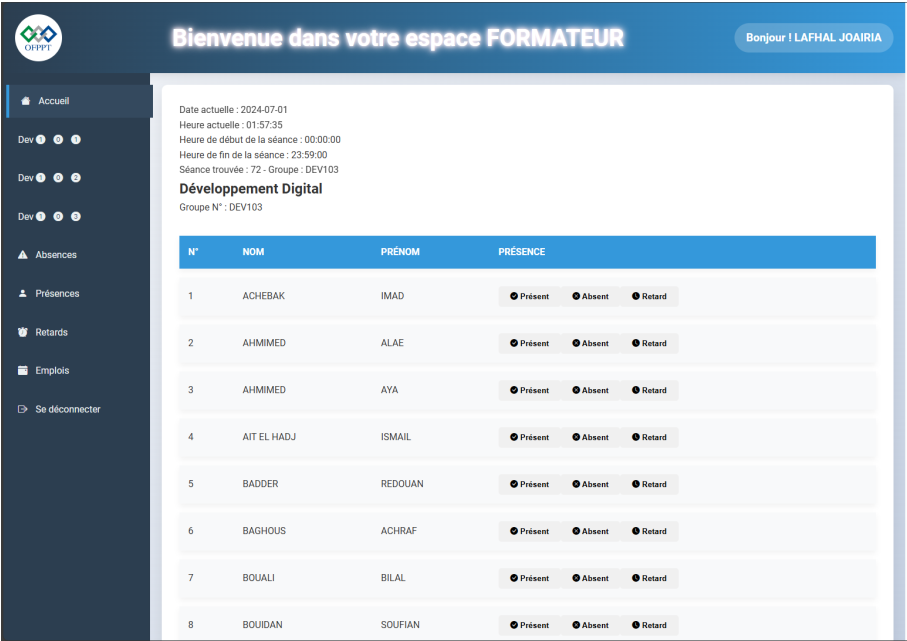 OFPPT
Bienvenue dans votre espace FORMATEUR
Bonjour ! LAFHAL JOAIRIA
Accueil
Dev 1 0 1
Dev 1 0 2
Dev 1 0 3
Absences
Présences
Retards
Emplois
Se déconnecter
Date actuelle : 2024-07-01
Heure actuelle : 01:57:35
Heure de début de la séance : 00:00:00
Heure de fin de la séance : 23:59:00
Séance trouvée : 72 - Groupe : DEV103
Développement Digital
Groupe N° : DEV103
N° NOM PRÉNOM PRÉSENCE
1 ACHEBAK IMAD Présent Absent Retard
2 AHMIMED ALAE Présent Absent Retard
3 AHMIMED AYA Présent Absent Retard
4 AIT EL HADJ ISMAIL Présent Absent Retard
5 BADDER REDOUAN Présent Absent Retard
6 BAGHOUS ACHRAF Présent Absent Retard
7 BOUALI BILAL Présent Absent Retard
8 BOUIDAN SOUFIAN Présent Absent Retard